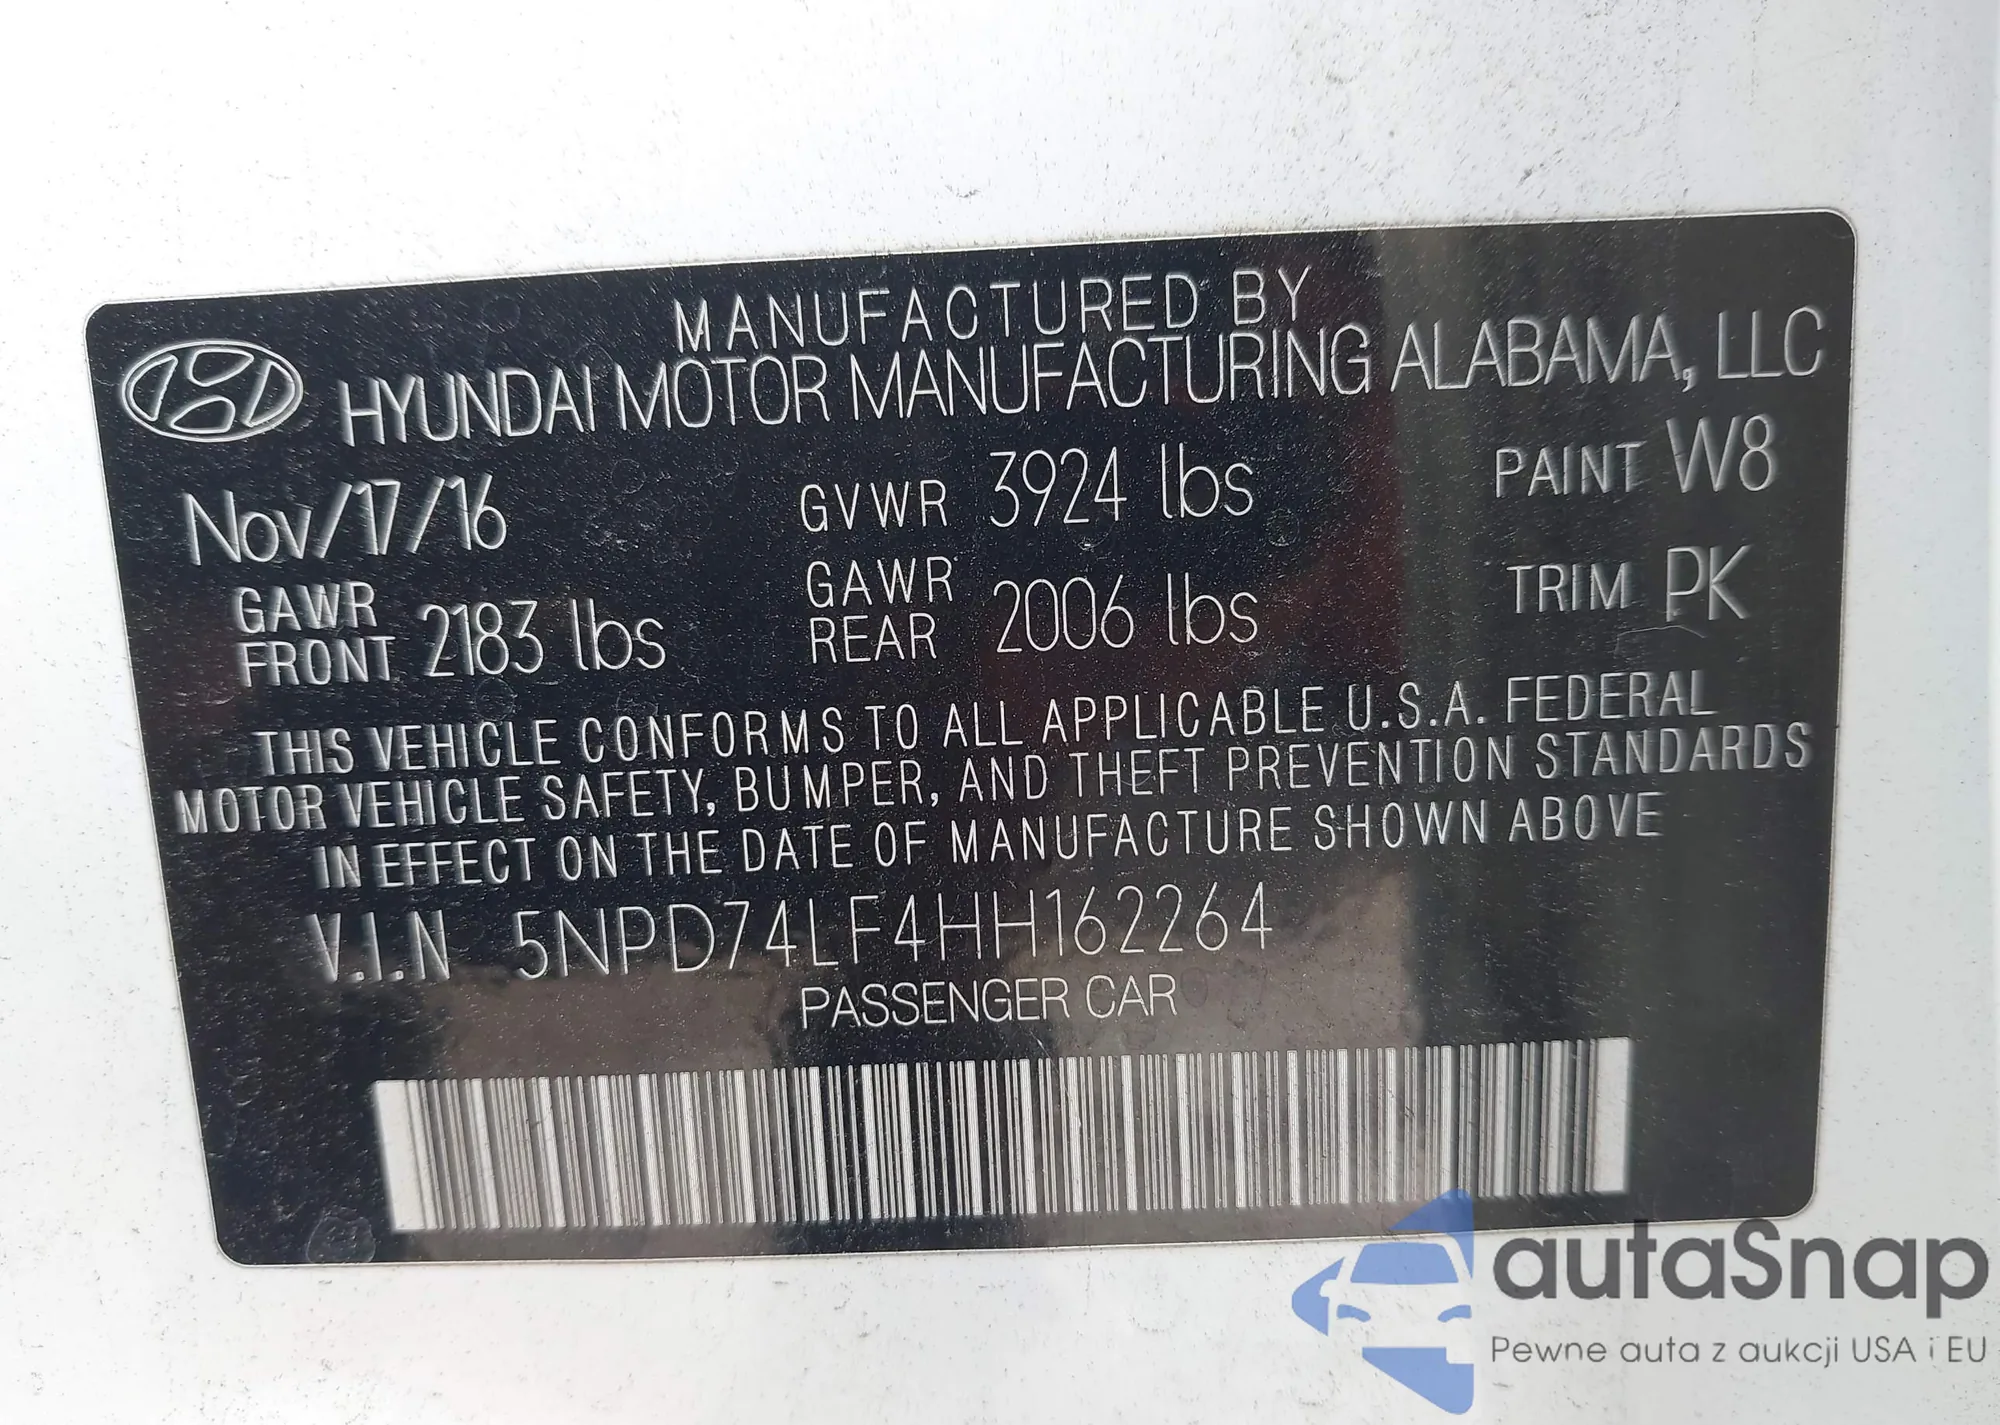 MANUFACTURED BY
HYUNDAI MOTOR MANUFACTURING ALABAMA, LLC
Nov/17/16 GVWR 3924 lbs PAINT W8
GAWR FRONT 2183 lbs GAWR REAR 2006 lbs TRIM PK
THIS VEHICLE CONFORMS TO ALL APPLICABLE U.S.A. FEDERAL
MOTOR VEHICLE SAFETY, BUMPER, AND THEFT PREVENTION STANDARDS
IN EFFECT ON THE DATE OF MANUFACTURE SHOWN ABOVE
V.I.N 5NPD74LF4HH162264
PASSENGER CAR
autaSnap
Pewne auta z aukcji USA i EU